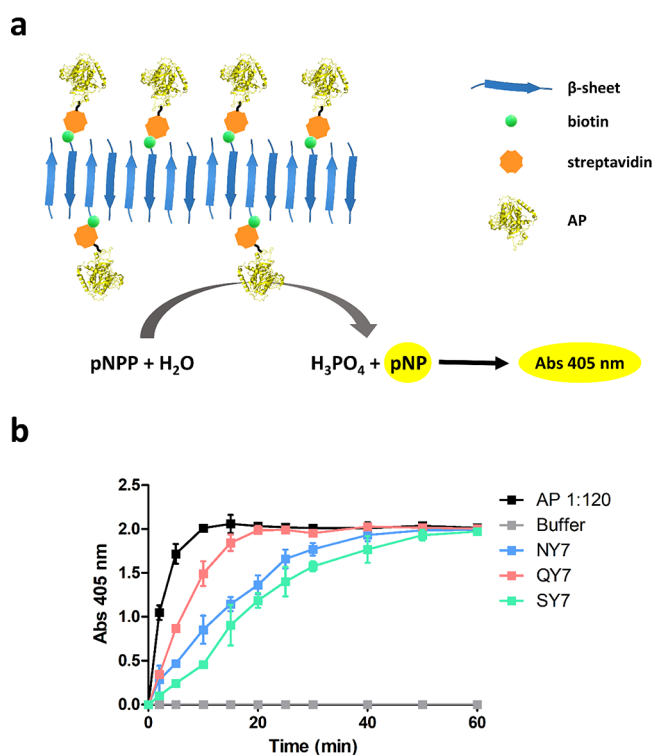 a
β-sheet
biotin
streptavidin
AP
pNPP + H₂O
H₃PO₄ + pNP
Abs 405 nm
b
Abs 405 nm
2.5
2.0
1.5
1.0
0.5
0.0
0
20
40
60
Time (min)
AP 1:120
Buffer
NY7
QY7
SY7